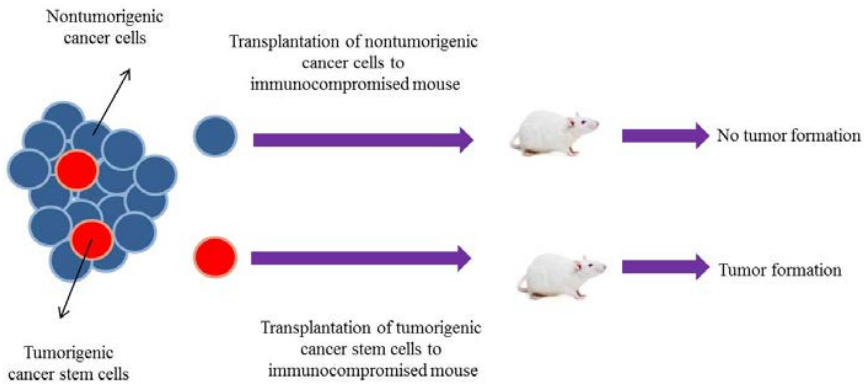 Nontumorigenic
cancer cells
Transplantation of nontumorigenic
cancer cells to
immunocompromised mouse
No tumor formation
Tumor formation
Transplantation of tumorigenic
cancer stem cells to
immunocompromised mouse
Tumorigenic
cancer stem cells